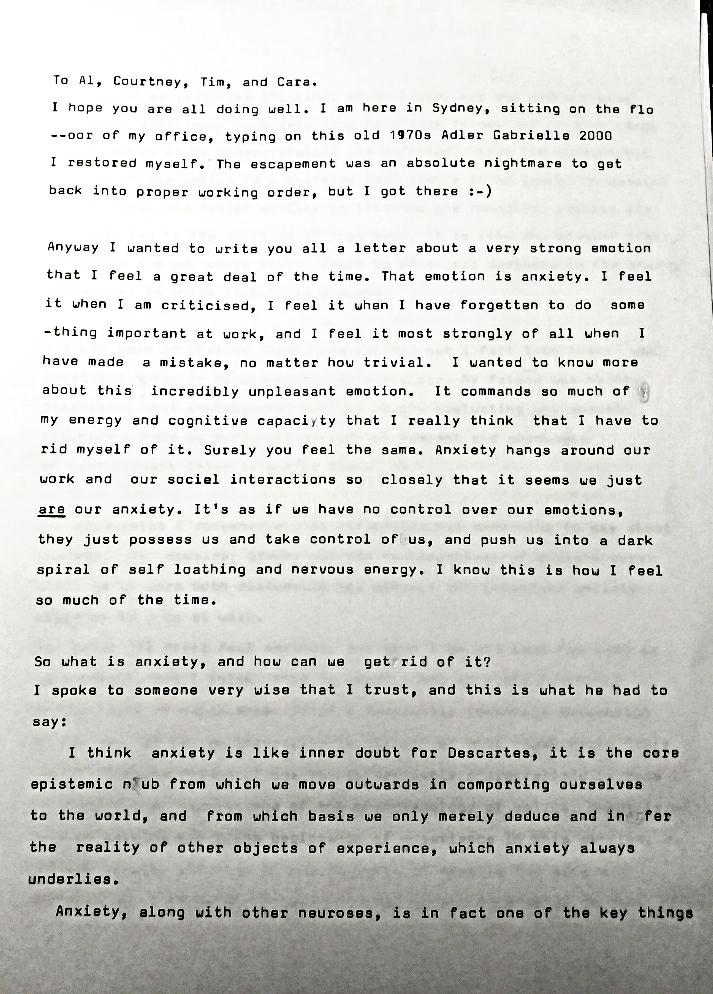 To Al, Courtney, Tim, and Cara.
I hope you are all doing well. I am here in Sydney, sitting on the flo
--oor of my office, typing on this old 1970s Adler Gabrielle 2000
I restored myself. The escapement was an absolute nightmare to get
back into proper working order, but I got there :-)
Anyway I wanted to write you all a letter about a very strong emotion
that I feel a great deal of the time. That emotion is anxiety. I feel
it when I am criticised, I feel it when I have forgetten to do some
-thing important at work, and I feel it most strongly of all when I
have made a mistake, no matter how trivial. I wanted to know more
about this incredibly unpleasant emotion. It commands so much of
my energy and cognitive capaciyty that I really think that I have to
rid myself of it. Surely you feel the same. Anxiety hangs around our
work and our social interactions so closely that it seems we just
are our anxiety. It's as if we have no control over our emotions,
they just possess us and take control of us, and push us into a dark
spiral of self loathing and nervous energy. I know this is how I feel
so much of the time.
So what is anxiety, and how can we get rid of it?
I spoke to someone very wise that I trust, and this is what he had to
say:
I think anxiety is like inner doubt for Descartes, it is the core
epistemic n ub from which we move outwards in comporting ourselves
to the world, and from which basis we only merely deduce and in fer
the reality of other objects of experience, which anxiety always
underlies.
Anxiety, along with other neuroses, is in fact one of the key things